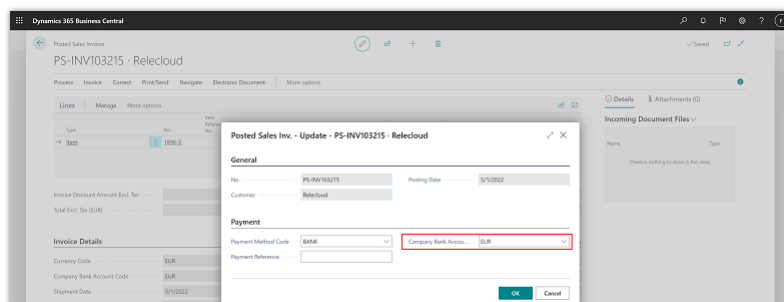 Dynamics 365 Business Central
Posted Sales Invoice
Saved
PS-INV103215 · Relecloud
Process Invoice Correct Print/Send Navigate Electronic Document More options
Lines Manage More options
Details Attachments (0)
Incoming Document Files
Type No. Item Reference No.
Name Type
Item 1896-S
(There is nothing to show in this view)
Invoice Discount Amount Excl. Tax
Total Excl. Tax (EUR)
Invoice Details
Currency Code EUR
Company Bank Account Code EUR
Shipment Date 5/1/2022
Posted Sales Inv. - Update - PS-INV103215 - Relecloud
General
No. PS-INV103215 Posting Date 5/1/2022
Customer Relecloud
Payment
Payment Method Code BANK Company Bank Accou... EUR
Payment Reference
OK Cancel